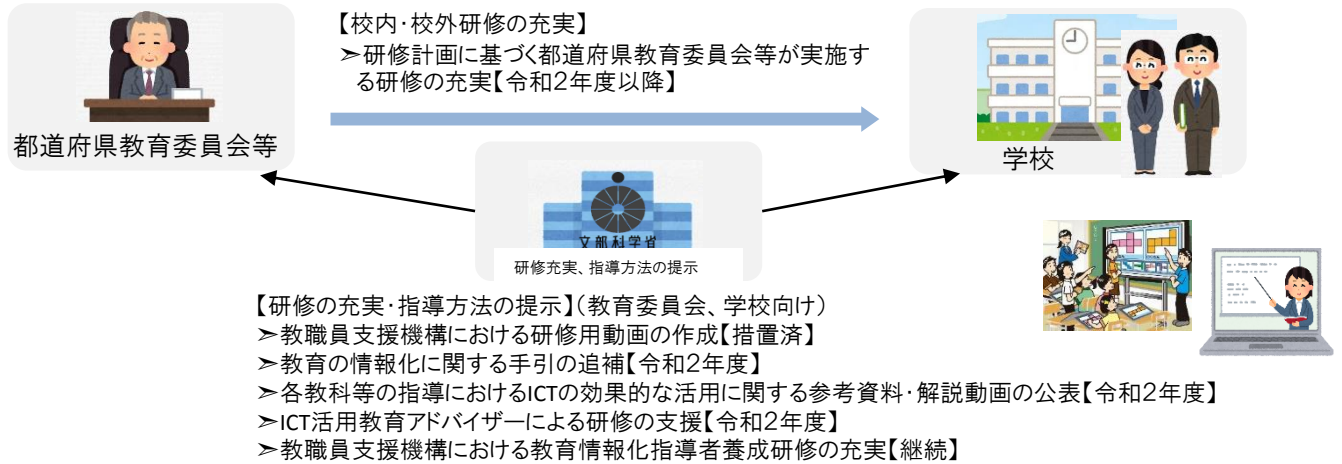 【校内・校外研修の充実】
➢研修計画に基づく都道府県教育委員会等が実施す
る研修の充実【令和2年度以降】
都道府県教育委員会等
学校
文部科学省
研修充実、指導方法の提示
【研修の充実・指導方法の提示】(教育委員会、学校向け)
➢教職員支援機構における研修用動画の作成【措置済】
➢教育の情報化に関する手引の追補【令和2年度】
➢各教科等の指導におけるICTの効果的な活用に関する参考資料・解説動画の公表【令和2年度】
➢ICT活用教育アドバイザーによる研修の支援【令和2年度】
➢教職員支援機構における教育情報化指導者養成研修の充実【継続】